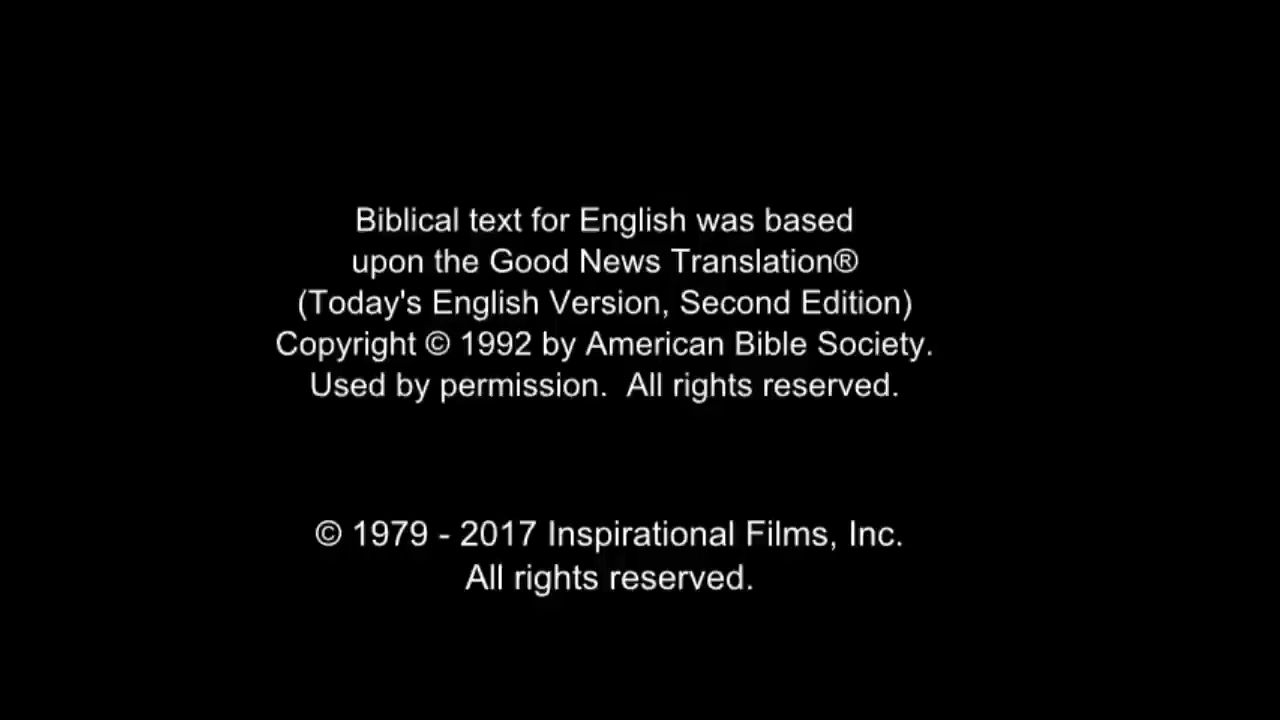 Biblical text for English was based
upon the Good News Translation®
(Today's English Version, Second Edition)
Copyright © 1992 by American Bible Society.
Used by permission.  All rights reserved.
© 1979 - 2017 Inspirational Films, Inc.
All rights reserved.